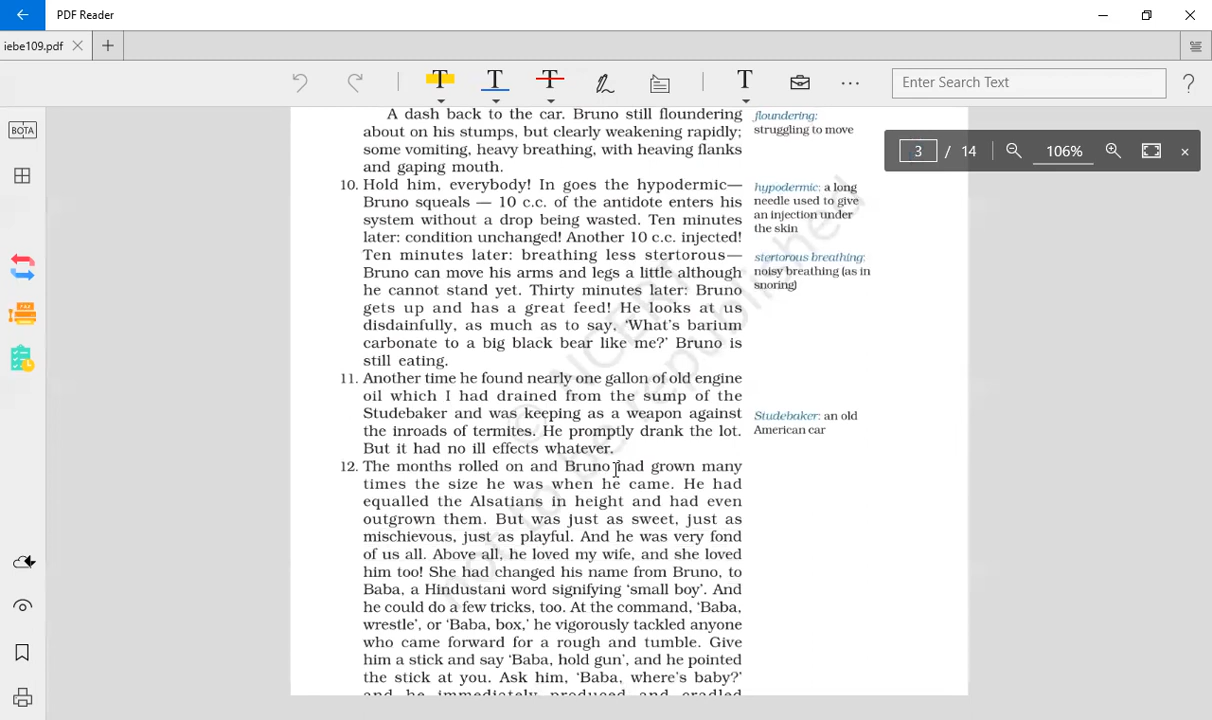 PDF Reader
iebe109.pdf
Enter Search Text
BOTA
3 / 14
106%
A dash back to the car. Bruno still floundering
about on his stumps, but clearly weakening rapidly;
some vomiting, heavy breathing, with heaving flanks
and gaping mouth.
10. Hold him, everybody! In goes the hypodermic—
Bruno squeals — 10 c.c. of the antidote enters his
system without a drop being wasted. Ten minutes
later: condition unchanged! Another 10 c.c. injected!
Ten minutes later: breathing less stertorous—
Bruno can move his arms and legs a little although
he cannot stand yet. Thirty minutes later: Bruno
gets up and has a great feed! He looks at us
disdainfully, as much as to say, ‘What’s barium
carbonate to a big black bear like me?’ Bruno is
still eating.
11. Another time he found nearly one gallon of old engine
oil which I had drained from the sump of the
Studebaker and was keeping as a weapon against
the inroads of termites. He promptly drank the lot.
But it had no ill effects whatever.
12. The months rolled on and Bruno had grown many
times the size he was when he came. He had
equalled the Alsatians in height and had even
outgrown them. But was just as sweet, just as
mischievous, just as playful. And he was very fond
of us all. Above all, he loved my wife, and she loved
him too! She had changed his name from Bruno, to
Baba, a Hindustani word signifying ‘small boy’. And
he could do a few tricks, too. At the command, ‘Baba,
wrestle’, or ‘Baba, box,’ he vigorously tackled anyone
who came forward for a rough and tumble. Give
him a stick and say ‘Baba, hold gun’, and he pointed
the stick at you. Ask him, ‘Baba, where’s baby?’
and he immediately produced and cradled
floundering:
struggling to move
hypodermic: a long
needle used to give
an injection under
the skin
stertorous breathing:
noisy breathing (as in
snoring)
Studebaker: an old
American car
© NCERT
not to be republished